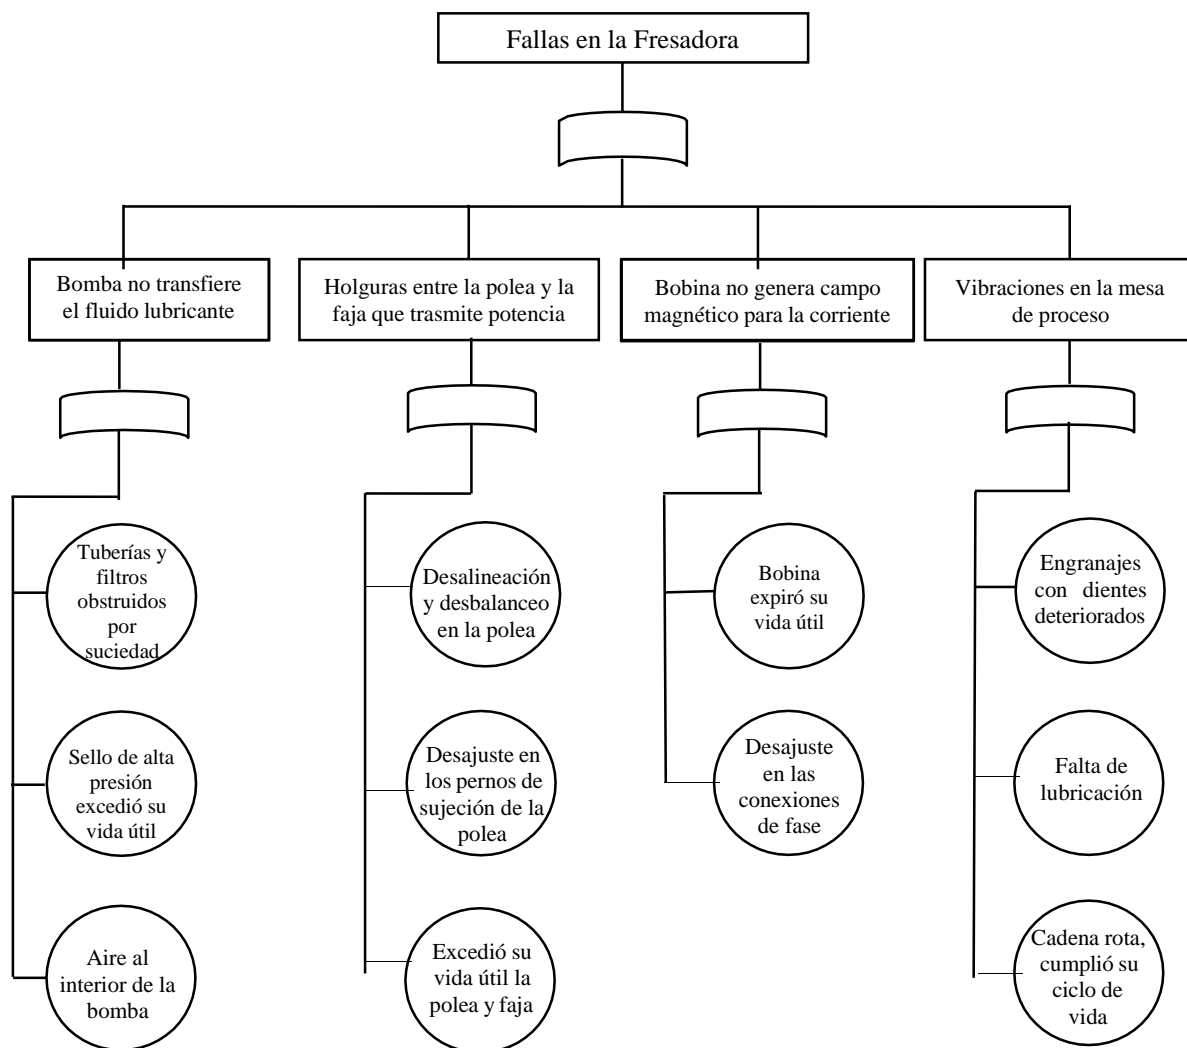 Fallas en la Fresadora
Bomba no transfiere
el fluido lubricante
Holguras entre la polea y la
faja que trasmite potencia
Bobina no genera campo
magnético para la corriente
Vibraciones en la mesa
de proceso
Tuberías y
filtros
obstruidos
por
suciedad
Sello de alta
presión
excedió su
vida útil
Aire al
interior de la
bomba
Desalineación
y desbalanceo
en la polea
Desajuste en
los pernos de
sujeción de la
polea
Excedió su
vida útil la
polea y faja
Bobina
expiró su
vida útil
Desajuste
en las
conexiones
de fase
Engranajes
con dientes
deteriorados
Falta de
lubricación
Cadena rota,
cumplió su
ciclo de
vida